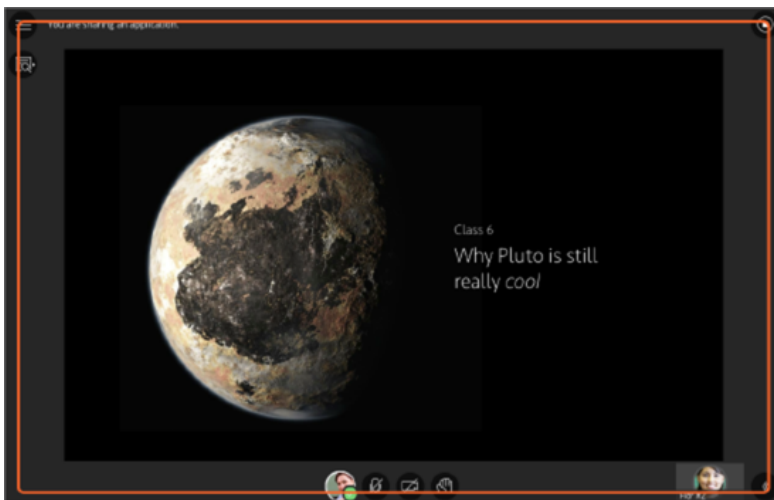 You are sharing an application.
Class 6
Why Pluto is still
really cool